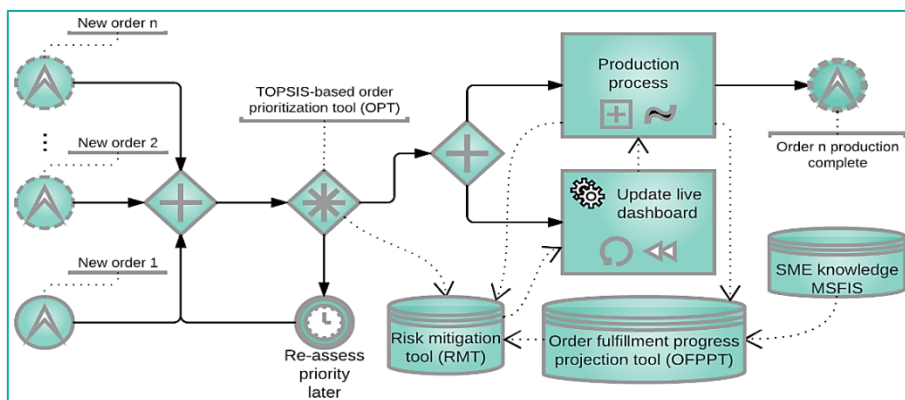 New order n
New order 2
New order 1
TOPSIS-based order
prioritization tool (OPT)
Re-assess
priority
later
Production
process
Update live
dashboard
Order n production
complete
SME knowledge
MSFIS
Risk mitigation
tool (RMT)
Order fulfillment progress
projection tool (OFPPT)